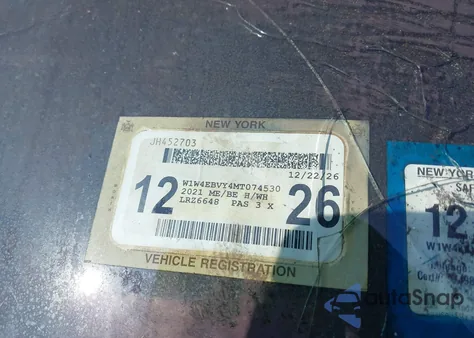 NEW YORK
JH452703
12/22/26
W1W4EBVY4MT074530
12 2021 ME/BE H/WH 26
LRZ6648 PAS 3 X
VEHICLE REGISTRATION
NEW YORK
12
autoSnap